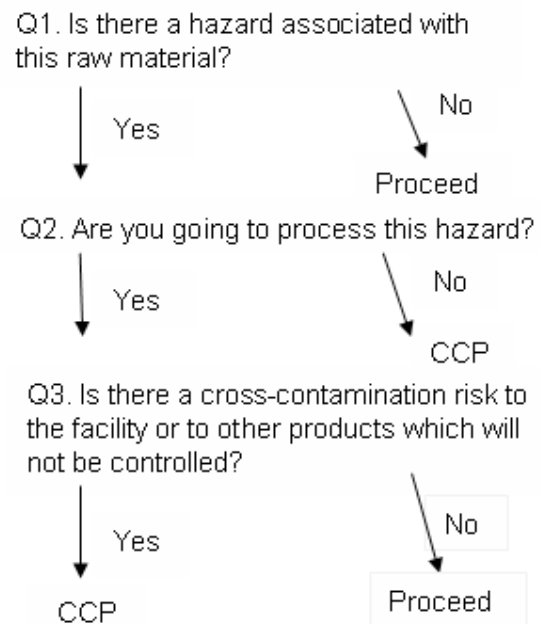 Q1. Is there a hazard associated with
this raw material?
Yes
No
Proceed
Q2. Are you going to process this hazard?
Yes
No
CCP
Q3. Is there a cross-contamination risk to
the facility or to other products which will
not be controlled?
Yes
No
CCP
Proceed